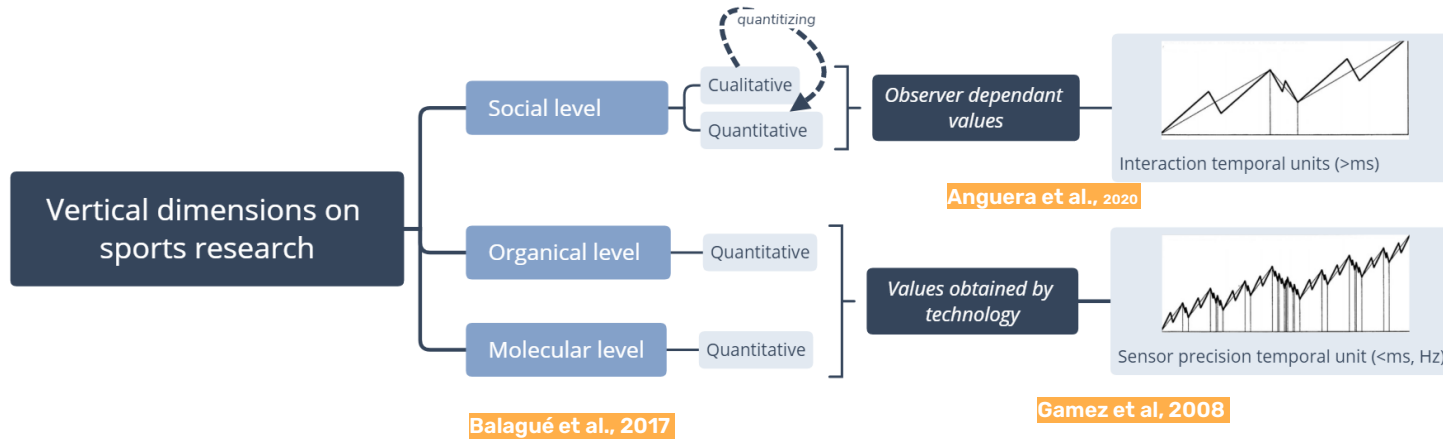 quantitizing
Vertical dimensions on
sports research
Social level
Cualitative
Quantitative
Observer dependant
values
Interaction temporal units (>ms)
Anguera et al., 2020
Organical level
Quantitative
Molecular level
Quantitative
Values obtained by
technology
Sensor precision temporal unit (<ms, Hz)
Balagué et al., 2017
Gamez et al, 2008